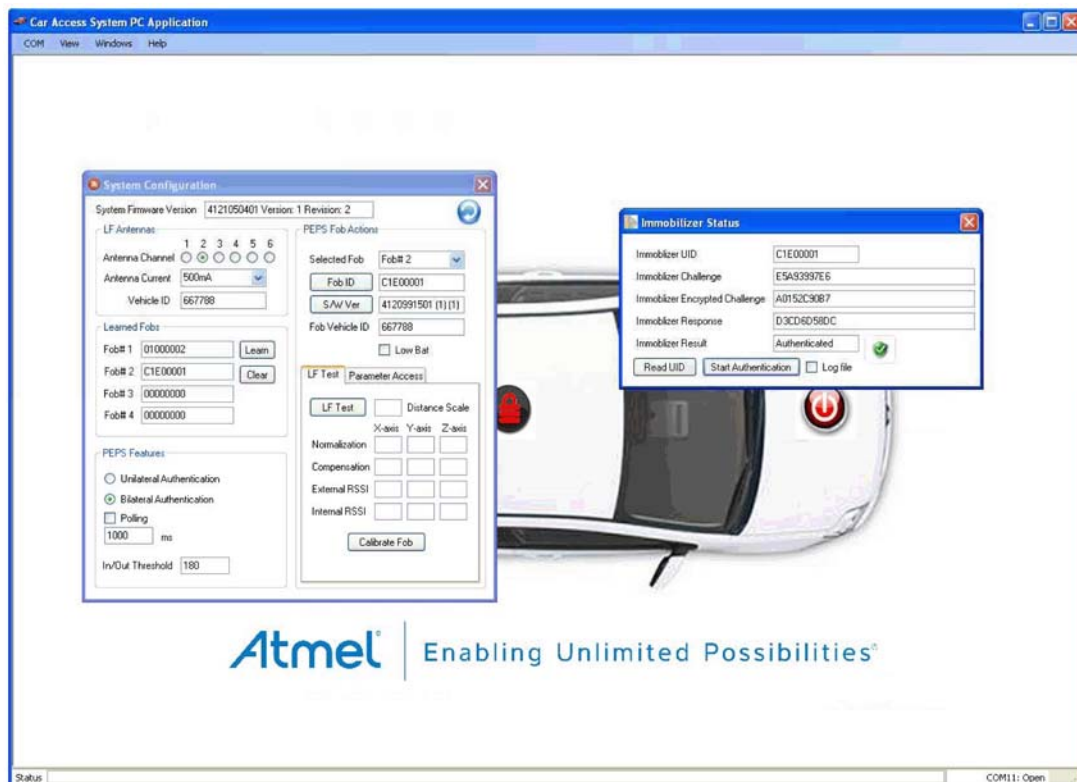 Car Access System PC Application
COM View Windows Help
System Configuration
System Firmware Version 4121050401 Version: 1 Revision: 2
LF Antennas
1 2 3 4 5 6
Antenna Channel
Antenna Current 500mA
Vehicle ID 667788
Learned Fobs
Fob# 1 01000002 Learn
Fob# 2 C1E00001 Clear
Fob# 3 00000000
Fob# 4 00000000
PEPS Features
Unilateral Authentication
Bilateral Authentication
Polling
1000 ms
In/Out Threshold 180
PEPS Fob Actions
Selected Fob Fob# 2
Fob ID C1E00001
S/W Ver 4120991501 (1) (1)
Fob Vehicle ID 667788
Low Bat
LF Test Parameter Access
LF Test Distance Scale
X-axis Y-axis Z-axis
Normalization
Compensation
External RSSI
Internal RSSI
Calibrate Fob
Immobilizer Status
Immoblizer UID C1E00001
Immobilizer Challenge E5A93997E6
Immoblizer Encrypted Challenge A0152C90B7
Immobilizer Response D3CD6D58DC
Immobilizer Result Authenticated
Read UID Start Authentication Log file
Atmel Enabling Unlimited Possibilities
Status COM11: Open